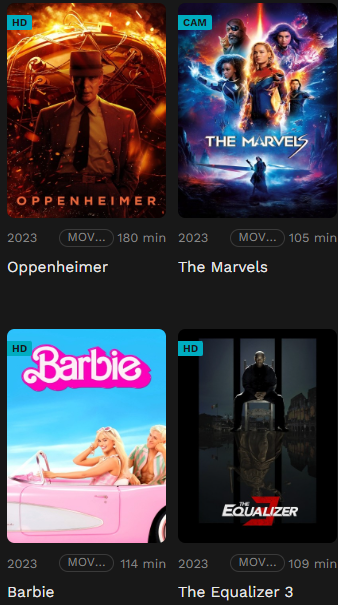 HD
CAM
OPPENHEIMER
THE MARVELS
2023 MOV... 180 min
2023 MOV... 105 min
Oppenheimer
The Marvels
HD
HD
Barbie
THE
EQUALIZER
3
2023 MOV... 114 min
2023 MOV... 109 min
Barbie
The Equalizer 3